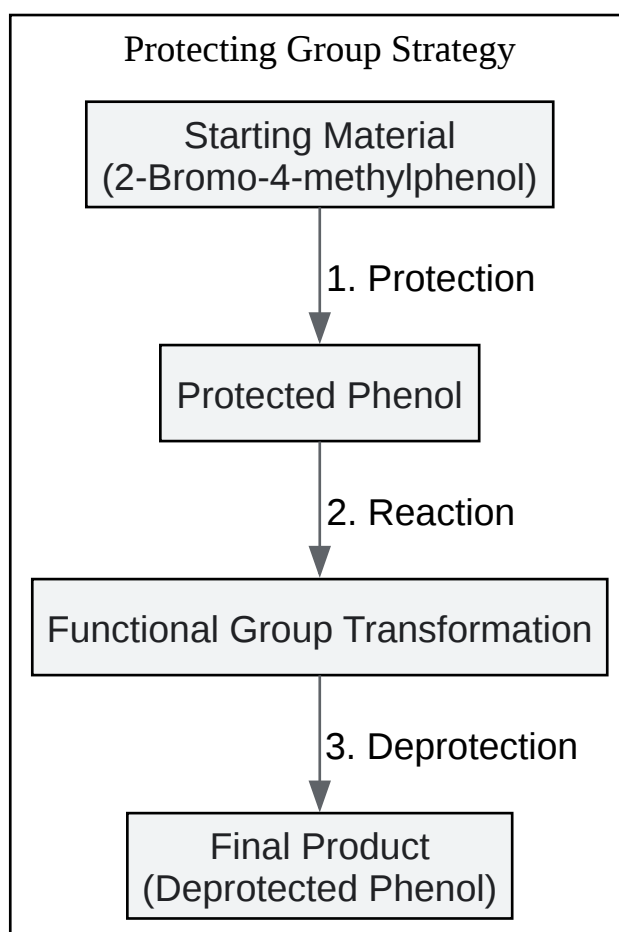 Protecting Group Strategy
Starting Material
(2-Bromo-4-methylphenol)
1. Protection
Protected Phenol
2. Reaction
Functional Group Transformation
3. Deprotection
Final Product
(Deprotected Phenol)